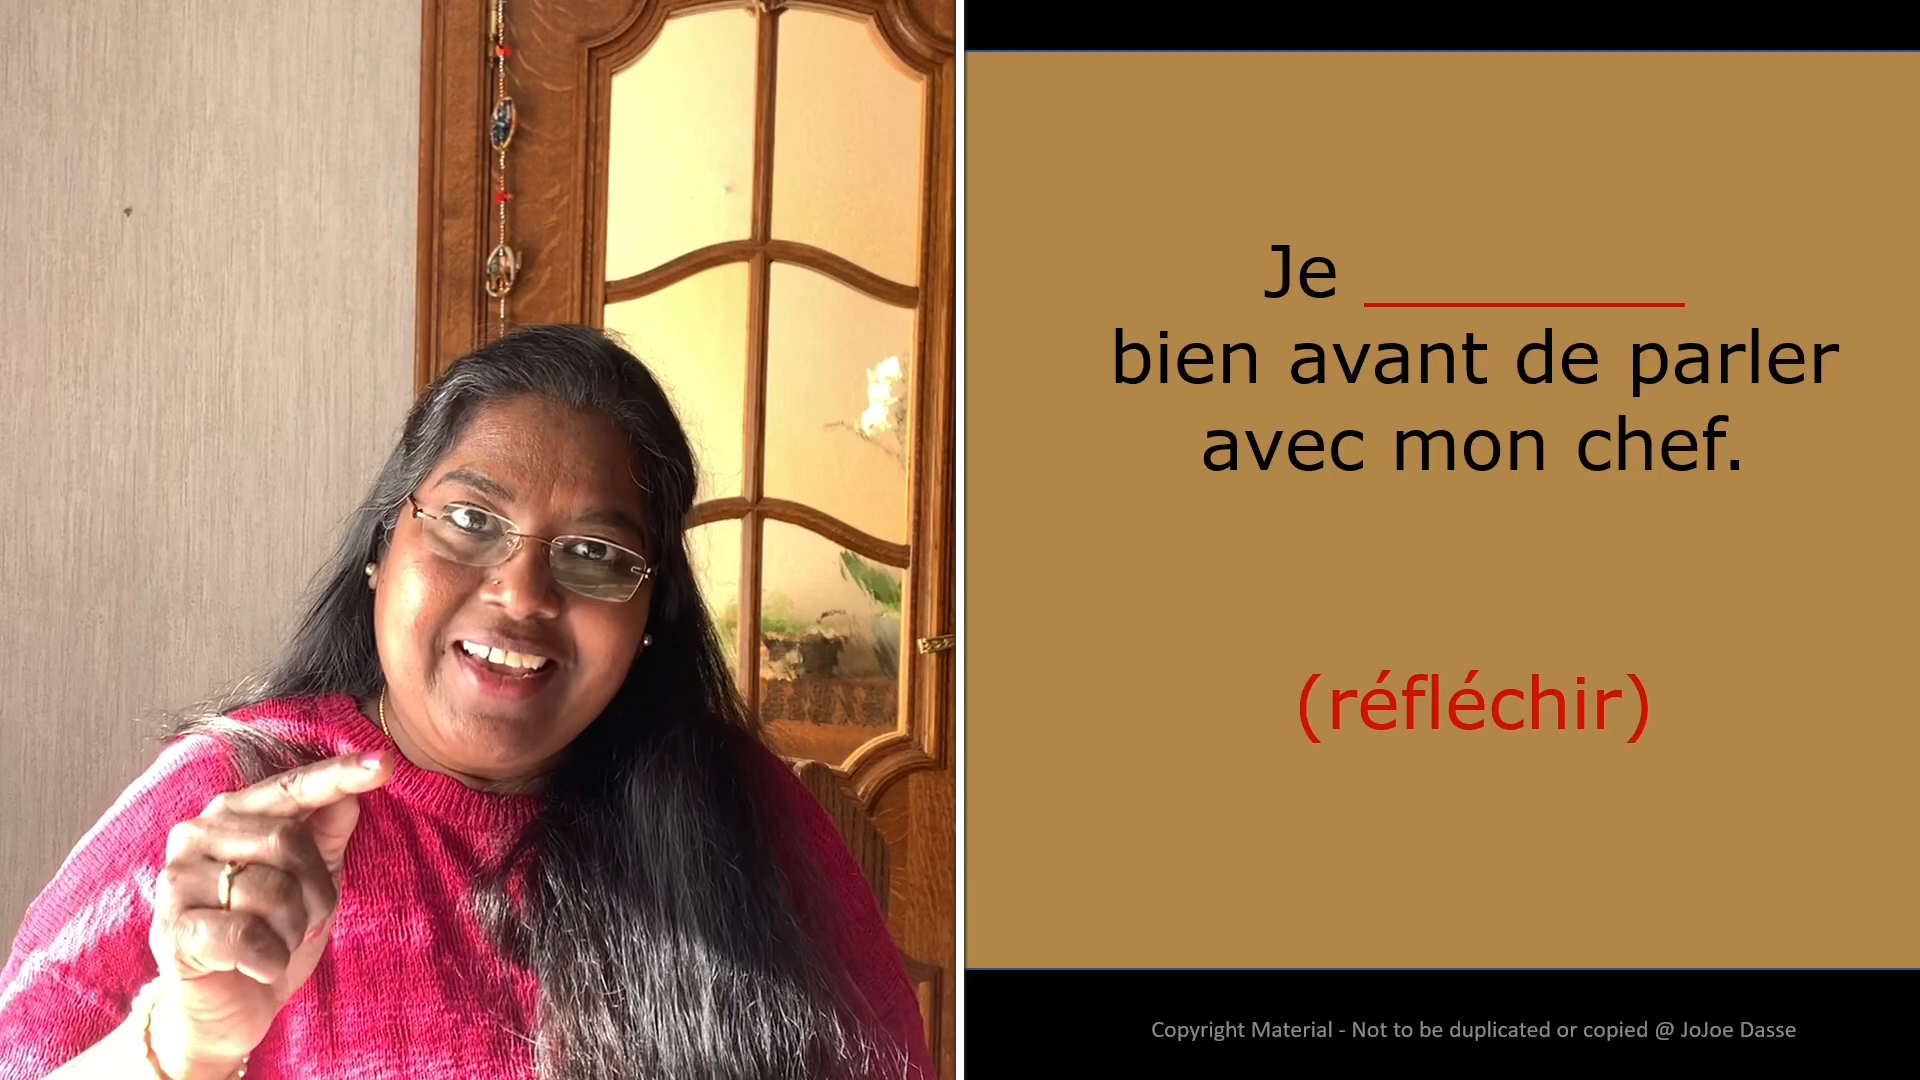 Je ________
bien avant de parler
avec mon chef.
(réfléchir)
Copyright Material - Not to be duplicated or copied @ JoJoe Dasse